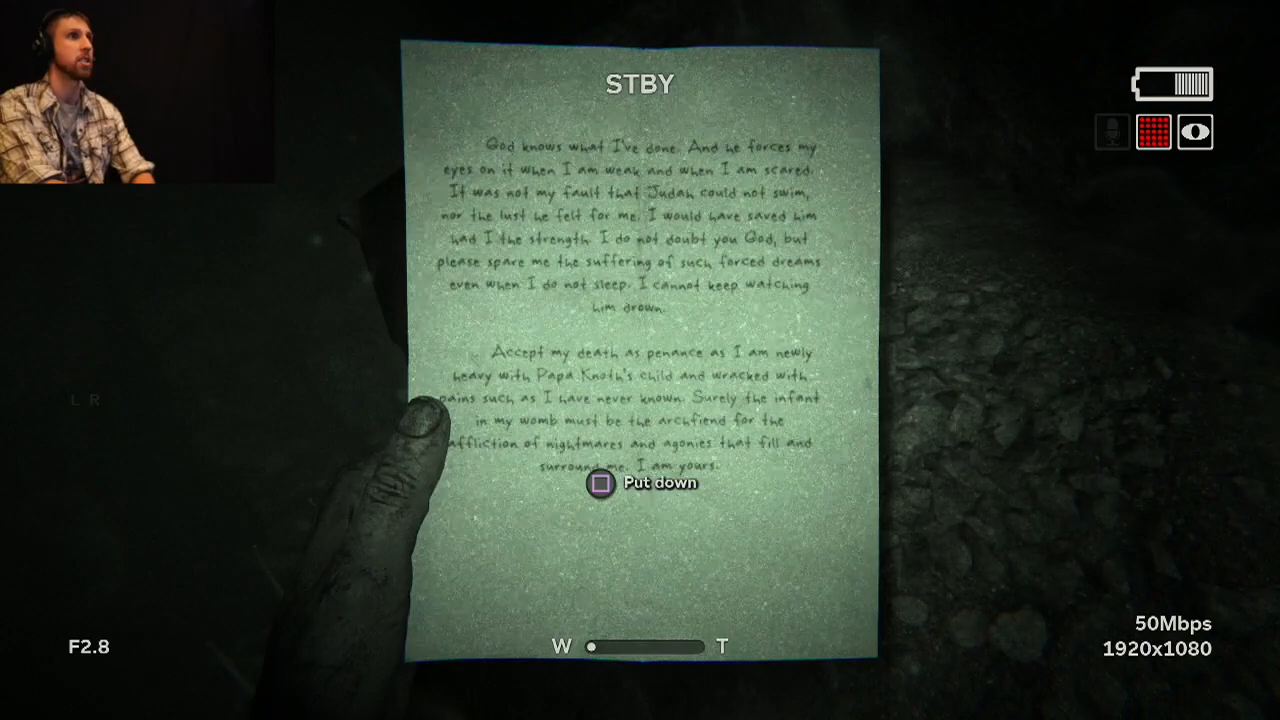 STBY
God knows what I've done. And he forces my
eyes on it when I am weak and when I am scared.
It was not my fault that Judah could not swim,
nor the lust he felt for me. I would have saved him
had I the strength. I do not doubt you God, but
please spare me the suffering of such forced dreams
even when I do not sleep. I cannot keep watching
him drown.
Accept my death as penance as I am newly
heavy with Papa Knoth's child and wracked with
pains such as I have never known. Surely the infant
in my womb must be the archfiend for the
affliction of nightmares and agonies that fill and
surround me. I am yours.
Put down
L R
F2.8
W T
50Mbps
1920x1080